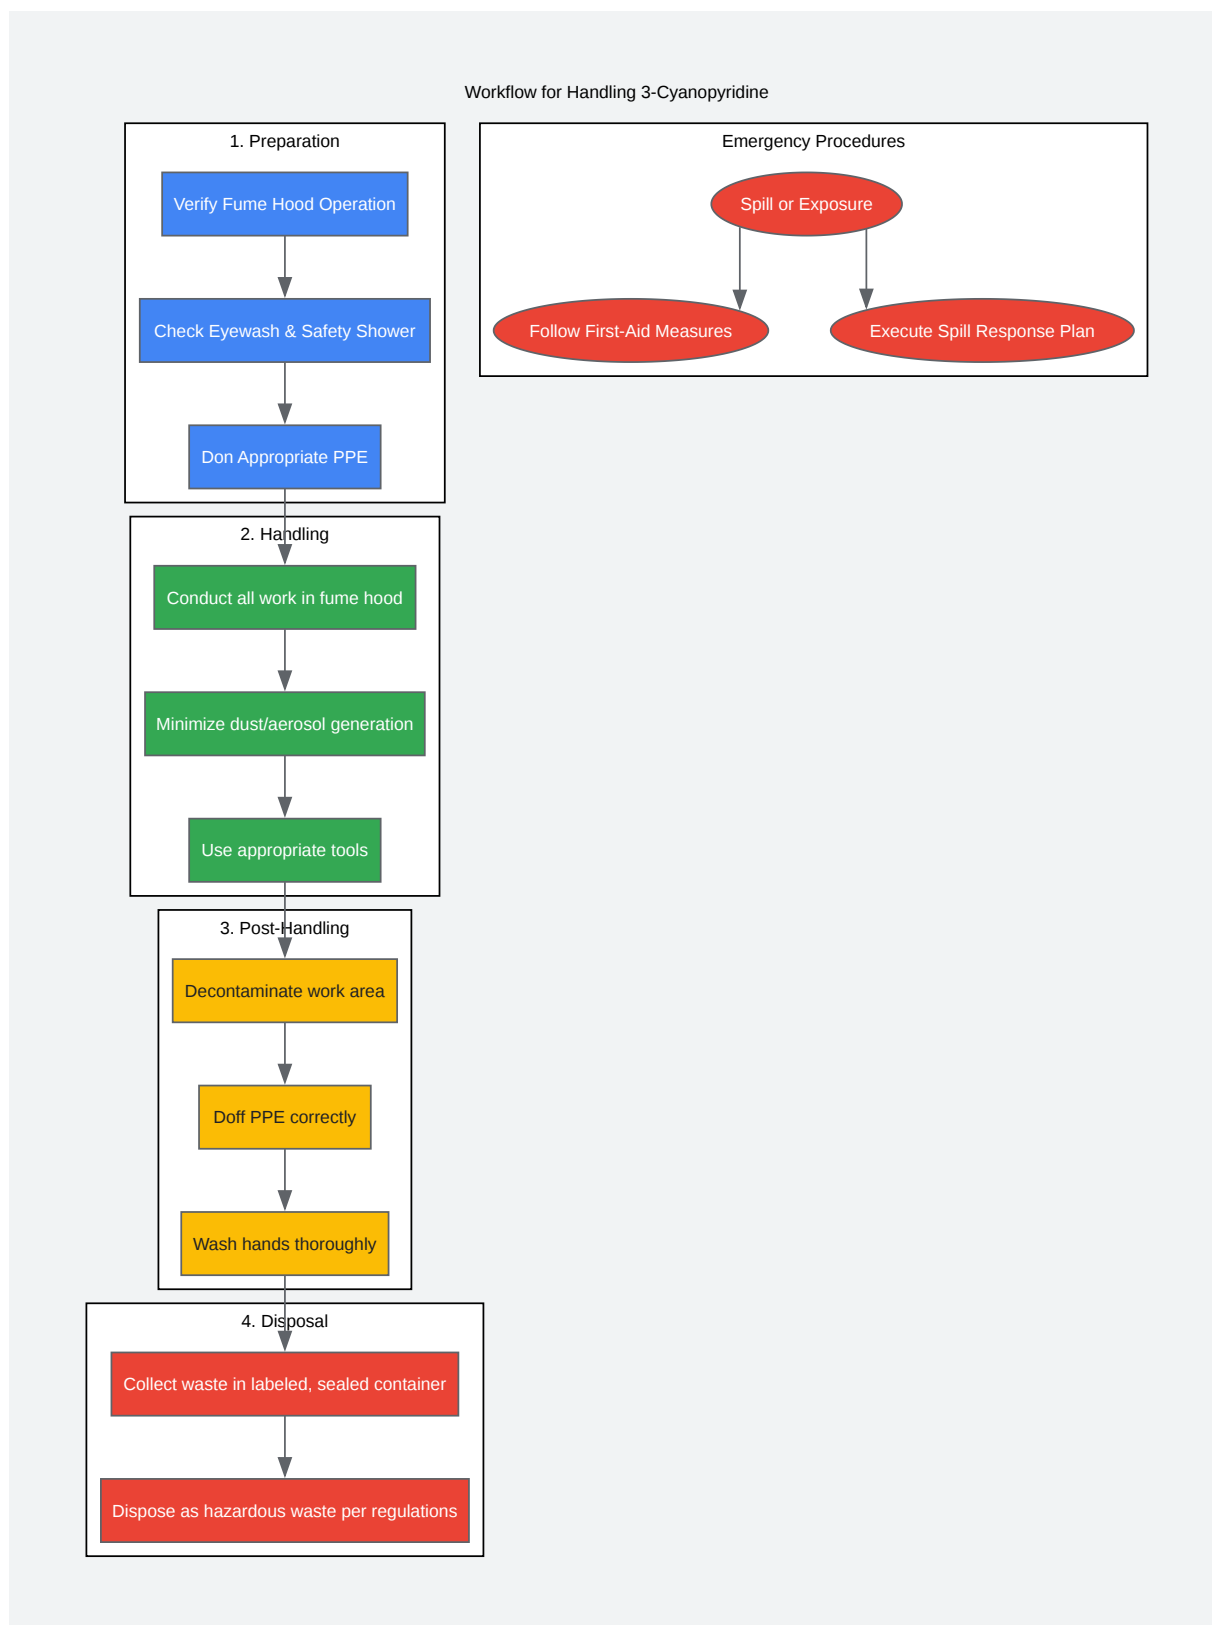 Workflow for Handling 3-Cyanopyridine
1. Preparation
Verify Fume Hood Operation
Check Eyewash & Safety Shower
Don Appropriate PPE
2. Handling
Conduct all work in fume hood
Minimize dust/aerosol generation
Use appropriate tools
3. Post-Handling
Decontaminate work area
Doff PPE correctly
Wash hands thoroughly
4. Disposal
Collect waste in labeled, sealed container
Dispose as hazardous waste per regulations
Emergency Procedures
Spill or Exposure
Follow First-Aid Measures
Execute Spill Response Plan